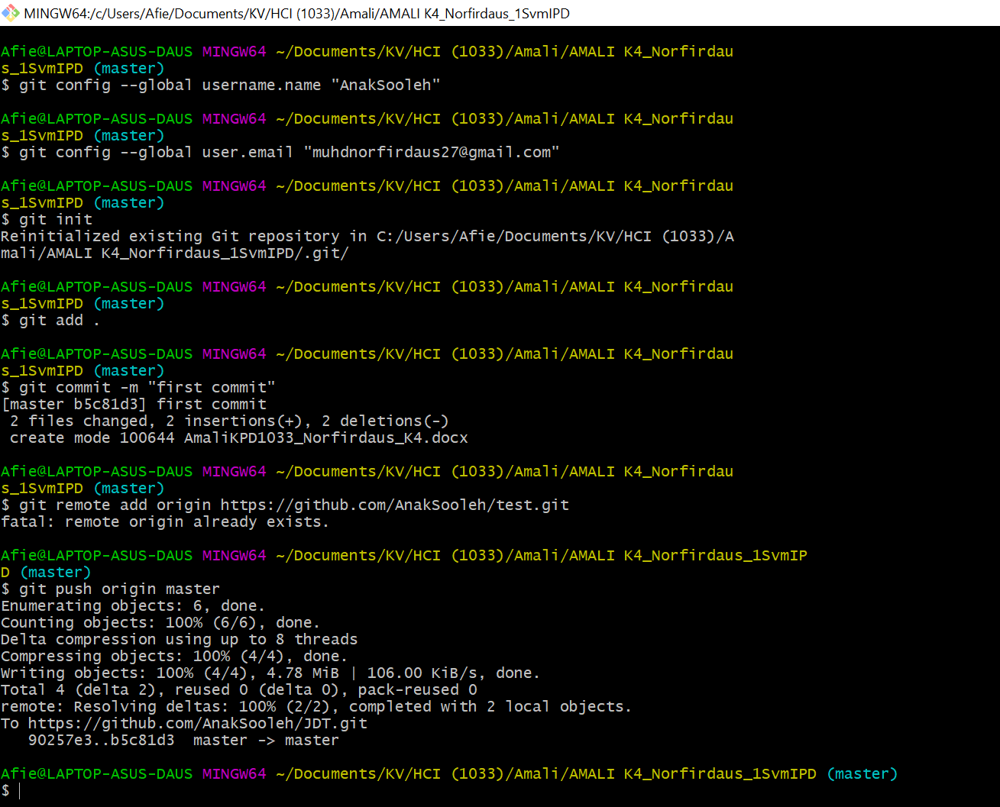 MINGW64:/c/Users/Afie/Documents/KV/HCI (1033)/Amali/AMALI K4_Norfirdaus_1SvmIPD
Afie@LAPTOP-ASUS-DAUS MINGW64 ~/Documents/KV/HCI (1033)/Amali/AMALI K4_Norfirdau
s_1SvmIPD (master)
$ git config --global username.name "AnakSooleh"
Afie@LAPTOP-ASUS-DAUS MINGW64 ~/Documents/KV/HCI (1033)/Amali/AMALI K4_Norfirdau
s_1SvmIPD (master)
$ git config --global user.email "muhdnorfirdaus27@gmail.com"
Afie@LAPTOP-ASUS-DAUS MINGW64 ~/Documents/KV/HCI (1033)/Amali/AMALI K4_Norfirdau
s_1SvmIPD (master)
$ git init
Reinitialized existing Git repository in C:/Users/Afie/Documents/KV/HCI (1033)/A
mali/AMALI K4_Norfirdaus_1SvmIPD/.git/
Afie@LAPTOP-ASUS-DAUS MINGW64 ~/Documents/KV/HCI (1033)/Amali/AMALI K4_Norfirdau
s_1SvmIPD (master)
$ git add .
Afie@LAPTOP-ASUS-DAUS MINGW64 ~/Documents/KV/HCI (1033)/Amali/AMALI K4_Norfirdau
s_1SvmIPD (master)
$ git commit -m "first commit"
[master b5c81d3] first commit
2 files changed, 2 insertions(+), 2 deletions(-)
create mode 100644 AmaliKPD1033_Norfirdaus_K4.docx
Afie@LAPTOP-ASUS-DAUS MINGW64 ~/Documents/KV/HCI (1033)/Amali/AMALI K4_Norfirdau
s_1SvmIPD (master)
$ git remote add origin https://github.com/AnakSooleh/test.git
fatal: remote origin already exists.
Afie@LAPTOP-ASUS-DAUS MINGW64 ~/Documents/KV/HCI (1033)/Amali/AMALI K4_Norfirdaus_1SvmIP
D (master)
$ git push origin master
Enumerating objects: 6, done.
Counting objects: 100% (6/6), done.
Delta compression using up to 8 threads
Compressing objects: 100% (4/4), done.
Writing objects: 100% (4/4), 4.78 MiB | 106.00 KiB/s, done.
Total 4 (delta 2), reused 0 (delta 0), pack-reused 0
remote: Resolving deltas: 100% (2/2), completed with 2 local objects.
To https://github.com/AnakSooleh/JDT.git
90257e3..b5c81d3  master -> master
Afie@LAPTOP-ASUS-DAUS MINGW64 ~/Documents/KV/HCI (1033)/Amali/AMALI K4_Norfirdaus_1SvmIPD (master)
$